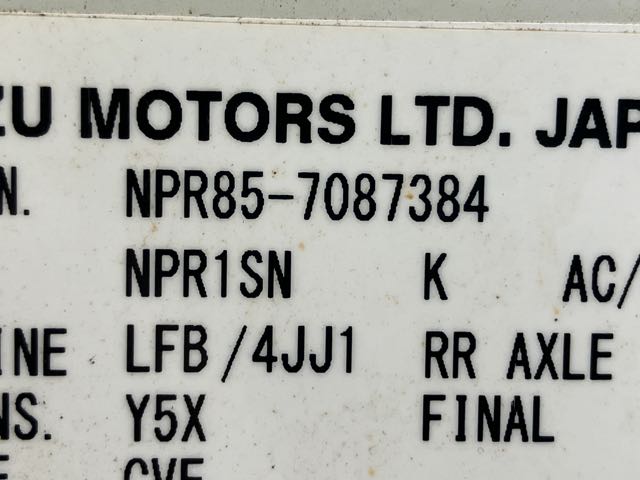 ZU MOTORS LTD. JAP
N. NPR85-7087384
NPR1SN K AC/
INE LFB/4JJ1 RR AXLE
NS. Y5X FINAL